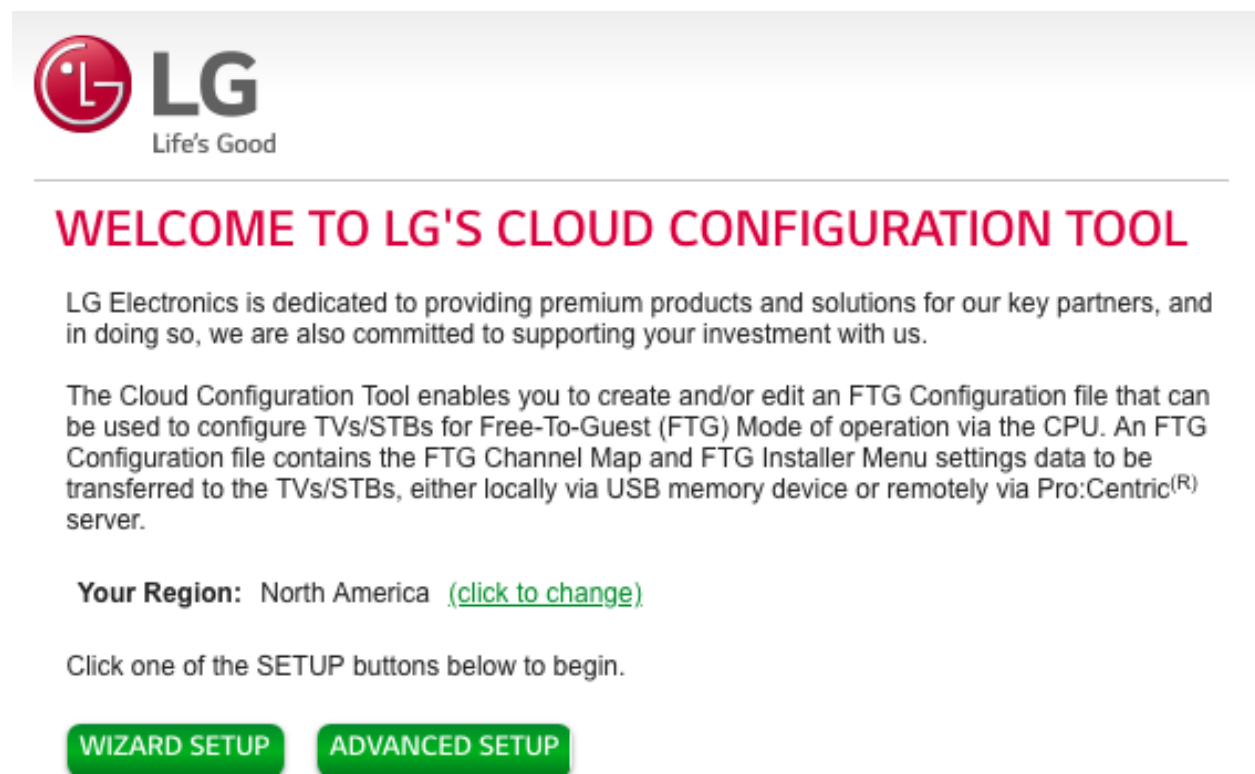 LG
Life's Good
WELCOME TO LG'S CLOUD CONFIGURATION TOOL
LG Electronics is dedicated to providing premium products and solutions for our key partners, and
in doing so, we are also committed to supporting your investment with us.
The Cloud Configuration Tool enables you to create and/or edit an FTG Configuration file that can
be used to configure TVs/STBs for Free-To-Guest (FTG) Mode of operation via the CPU. An FTG
Configuration file contains the FTG Channel Map and FTG Installer Menu settings data to be
transferred to the TVs/STBs, either locally via USB memory device or remotely via Pro:Centric(R)
server.
Your Region: North America (click to change)
Click one of the SETUP buttons below to begin.
WIZARD SETUP ADVANCED SETUP